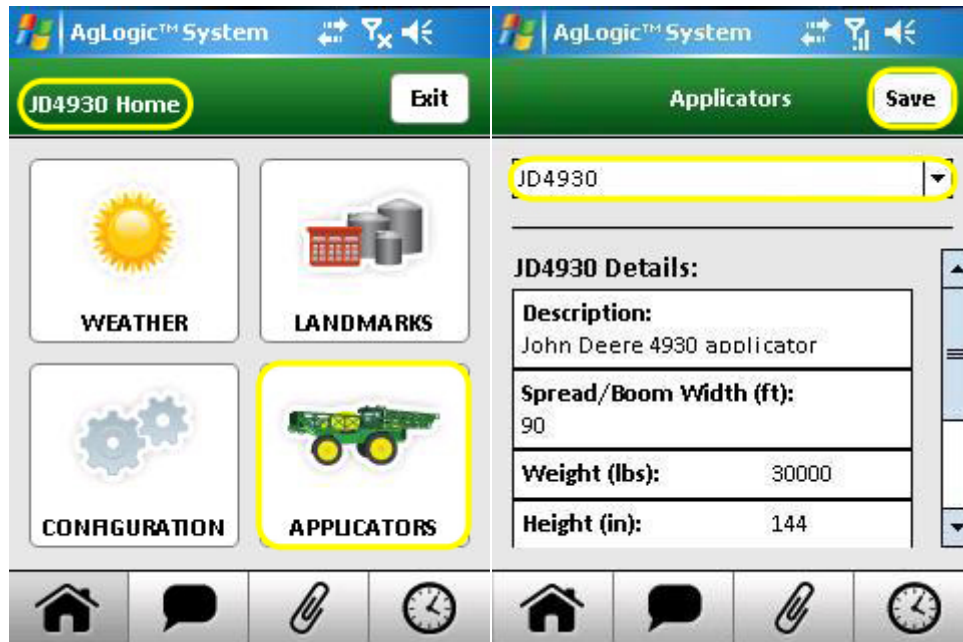 AgLogic™ System
JD4930 Home
Exit
WEATHER
LANDMARKS
CONFIGURATION
APPLICATORS
AgLogic™ System
Applicators
Save
JD4930
JD4930 Details:
Description:
John Deere 4930 applicator
Spread/Boom Width (ft):
90
Weight (lbs): 30000
Height (in): 144